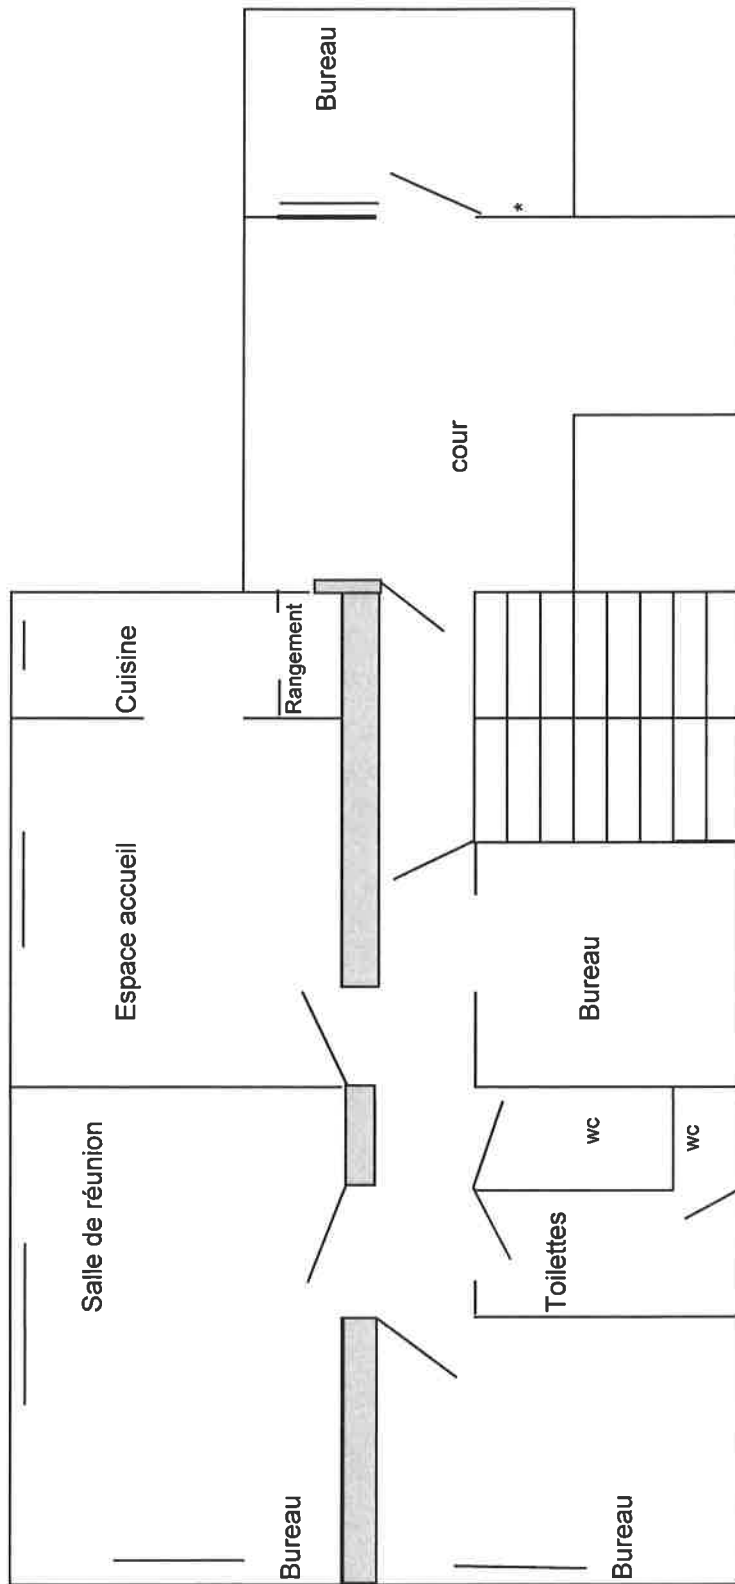 Salle de réunion
Espace accueil
Cuisine
Rangement
Bureau
Bureau
*
cour
Bureau
Toilettes
wc
wc
Bureau